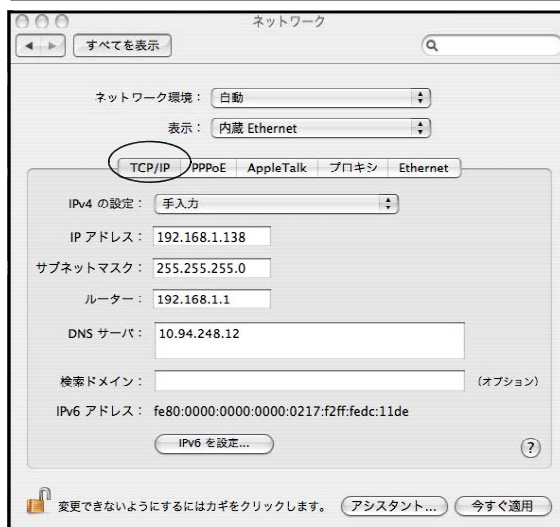 ネットワーク
すべてを表示
ネットワーク環境： 自動
表示： 内蔵 Ethernet
TCP/IP PPPoE AppleTalk プロキシ Ethernet
IPv4 の設定： 手入力
IP アドレス： 192.168.1.138
サブネットマスク： 255.255.255.0
ルーター： 192.168.1.1
DNS サーバ： 10.94.248.12
検索ドメイン： （オプション）
IPv6 アドレス： fe80:0000:0000:0000:0217:f2ff:fedc:11de
IPv6 を設定...
?
変更できないようにするにはカギをクリックします。 アシスタント... 今すぐ適用